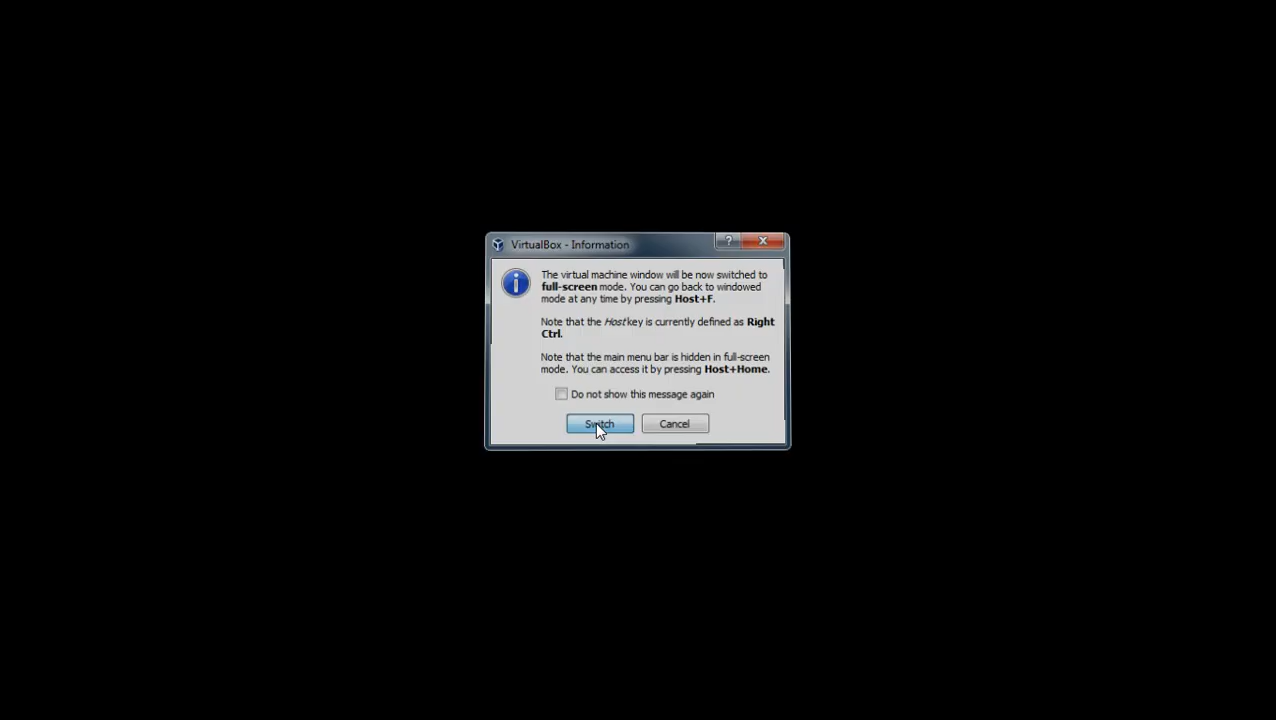 VirtualBox - Information
The virtual machine window will be now switched to
full-screen mode. You can go back to windowed
mode at any time by pressing Host+F.
Note that the Host key is currently defined as Right
Ctrl.
Note that the main menu bar is hidden in full-screen
mode. You can access it by pressing Host+Home.
Do not show this message again
Switch Cancel